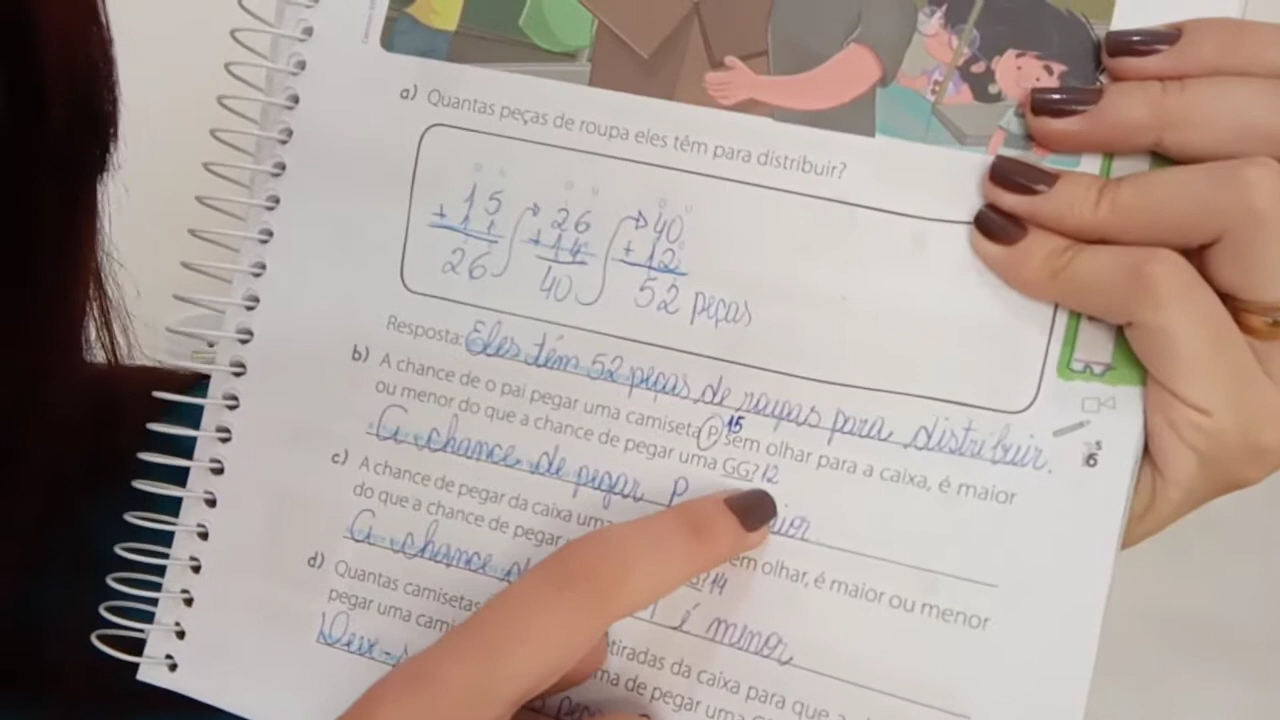 a) Quantas peças de roupa eles têm para distribuir?
15 26 40
+ 11 + 14 + 12
26 40 52 peças
Resposta: Eles têm 52 peças de roupas para distribuir.
b) A chance de o pai pegar uma camiseta P 15 sem olhar para a caixa, é maior
ou menor do que a chance de pegar uma GG? 12
A chance de pegar P
c) A chance de pegar da caixa uma sem olhar, é maior ou menor
do que a chance de pegar ? 14
A chance é menor
d) Quantas camisetas retiradas da caixa para que a
pegar uma de pegar uma